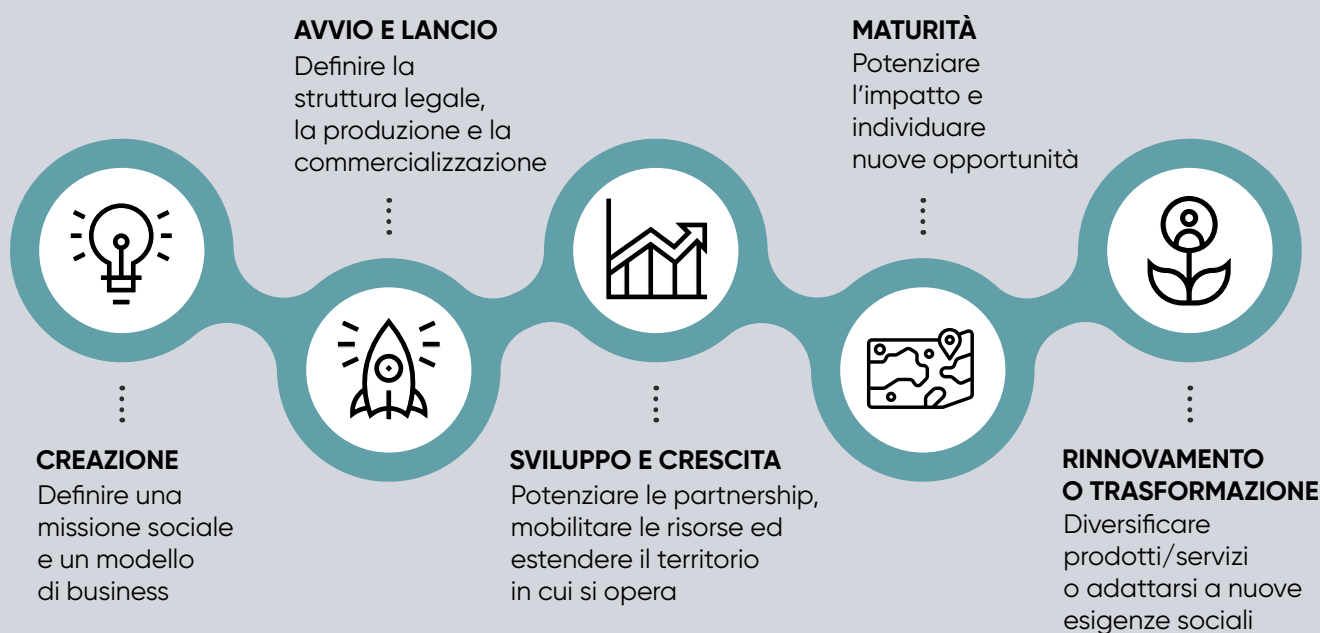 CREAZIONE
Definire una
missione sociale
e un modello
di business
AVVIO E LANCIO
Definire la
struttura legale,
la produzione e la
commercializzazione
SVILUPPO E CRESCITA
Potenziare le partnership,
mobilitare le risorse ed
estendere il territorio
in cui si opera
MATURITÀ
Potenziare
l’impatto e
individuare
nuove opportunità
RINNOVAMENTO
O TRASFORMAZIONE
Diversificare
prodotti/servizi
o adattarsi a nuove
esigenze sociali